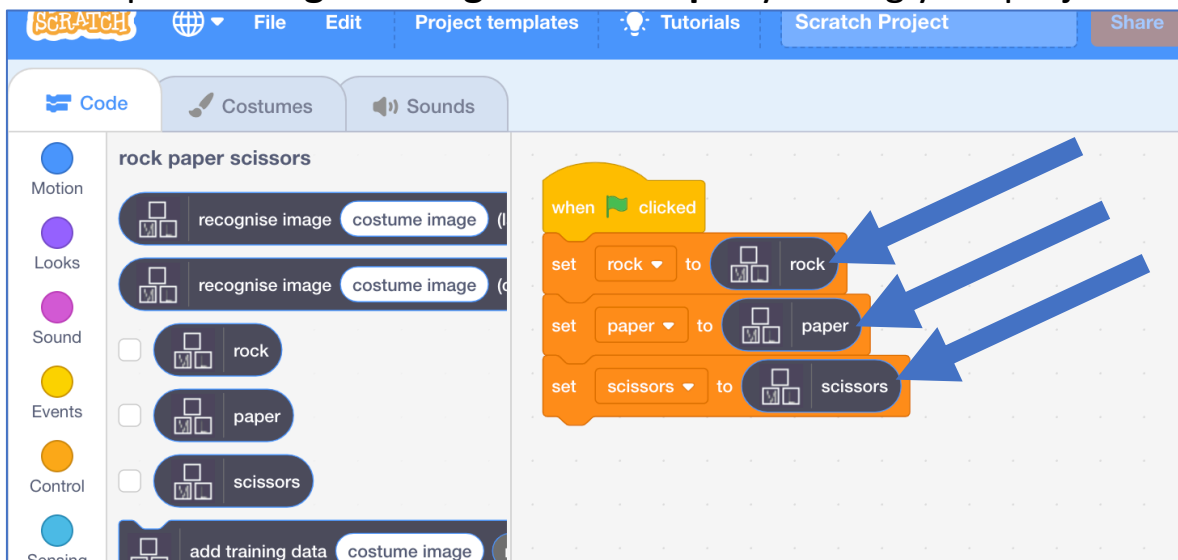 SCRATCH File Edit Project templates Tutorials Scratch Project Share
Code Costumes Sounds
Motion
Looks
Sound
Events
Control
Sensing
rock paper scissors
recognise image costume image
recognise image costume image
rock
paper
scissors
add training data costume image
when clicked
set rock to rock
set paper to paper
set scissors to scissors